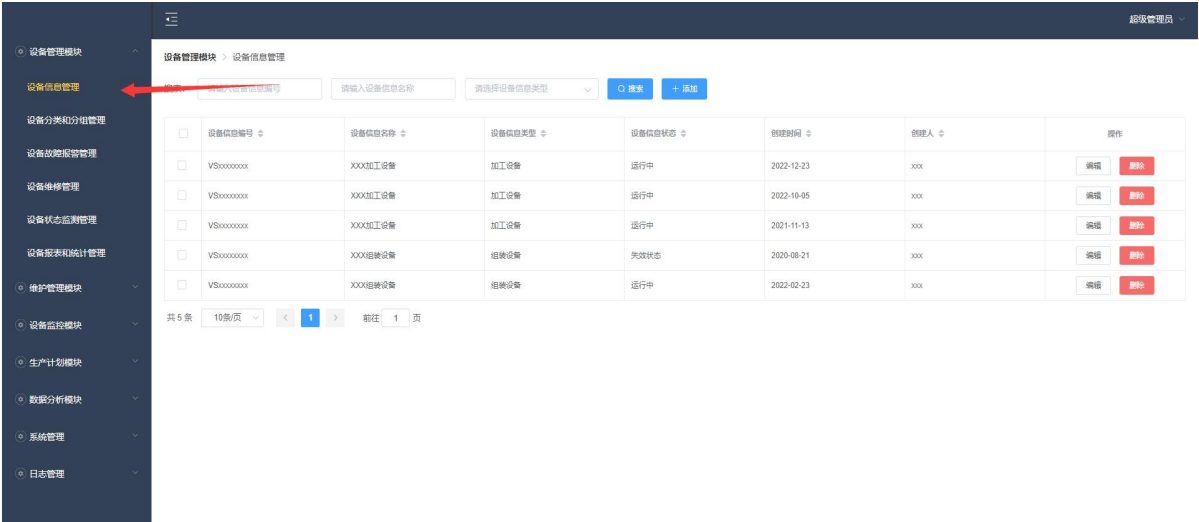 超级管理员
设备管理模块
设备信息管理
设备分类和分组管理
设备故障报警管理
设备维修管理
设备状态监测管理
设备报表和统计管理
维护管理模块
设备监控模块
生产计划模块
数据分析模块
系统管理
日志管理
设备管理模块 > 设备信息管理
请输入设备信息编号 请输入设备信息名称 请选择设备信息类型 搜索 + 添加
设备信息编号 设备信息名称 设备信息类型 设备信息状态 创建时间 创建人 操作
VSxxxxxxxx XXX加工设备 加工设备 运行中 2022-12-23 xxx 编辑 删除
VSxxxxxxxx XXX加工设备 加工设备 运行中 2022-10-05 xxx 编辑 删除
VSxxxxxxxx XXX加工设备 加工设备 运行中 2021-11-13 xxx 编辑 删除
VSxxxxxxxx XXX组装设备 组装设备 失效状态 2020-08-21 xxx 编辑 删除
VSxxxxxxxx XXX组装设备 组装设备 运行中 2022-02-23 xxx 编辑 删除
共 5 条 10条/页 < 1 > 前往 1 页